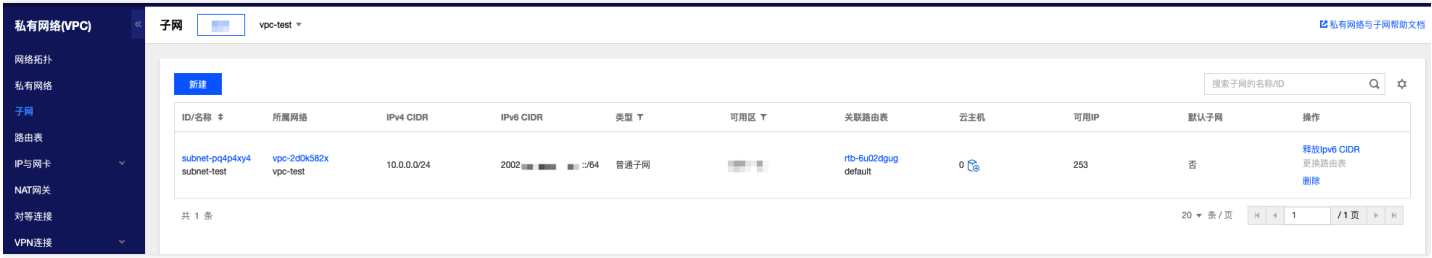 私有网络(VPC)
«
子网
vpc-test
私有网络与子网帮助文档
网络拓扑
私有网络
子网
路由表
IP与网卡
NAT网关
对等连接
VPN连接
新建
搜索子网的名称/ID
ID/名称 所属网络 IPv4 CIDR IPv6 CIDR 类型 可用区 关联路由表 云主机 可用IP 默认子网 操作
subnet-pq4p4xy4 vpc-2d0k582x rtb-6u02dgug 释放Ipv6 CIDR
10.0.0.0/24 2002 ::/64 普通子网 0 253 否 更换路由表
subnet-test vpc-test default 删除
共 1 条
20 条 / 页 1 / 1 页